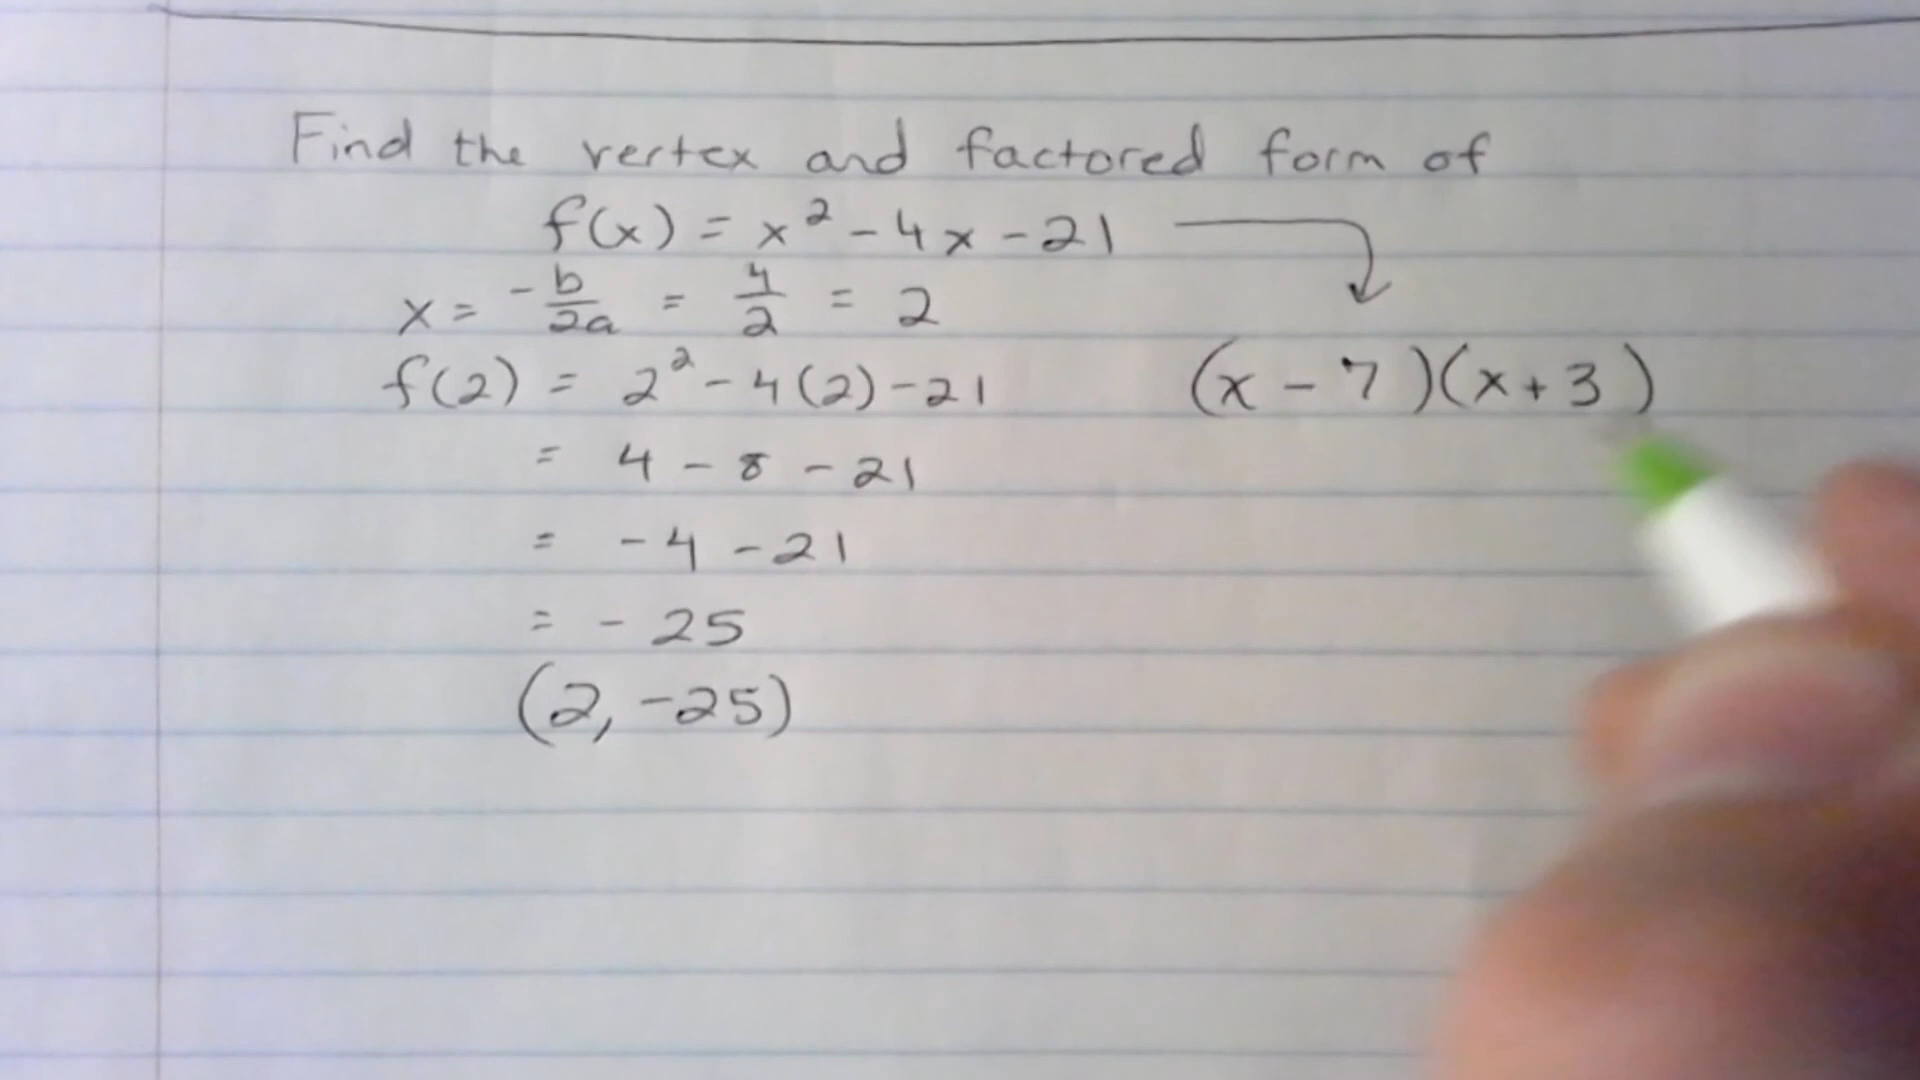 Find the vertex and factored form of
f(x) = x² - 4x - 21
x = -b/2a = 4/2 = 2
f(2) = 2² - 4(2) - 21
= 4 - 8 - 21
= -4 - 21
= -25
(2, -25)
(x - 7)(x + 3)